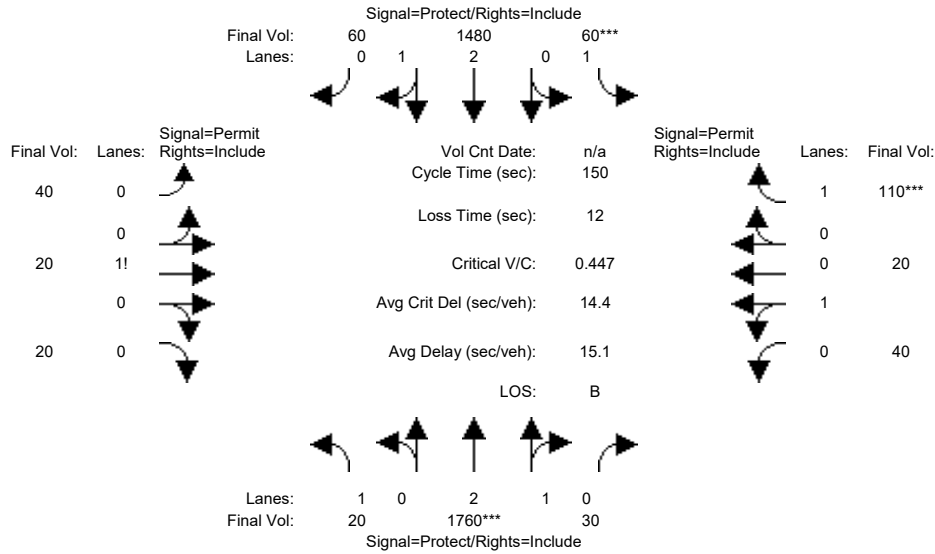 Signal=Protect/Rights=Include
Final Vol: 60 1480 60***
Lanes: 0 1 2 0 1
Signal=Permit
Final Vol: Lanes: Rights=Include
Vol Cnt Date: n/a
Signal=Permit
Rights=Include Lanes: Final Vol:
Cycle Time (sec): 150
40 0
1 110***
Loss Time (sec): 12
0
0
20 1!
Critical V/C: 0.447
0 20
0
Avg Crit Del (sec/veh): 14.4
1
20 0
Avg Delay (sec/veh): 15.1
0 40
LOS: B
Lanes: 1 0 2 1 0
Final Vol: 20 1760*** 30
Signal=Protect/Rights=Include